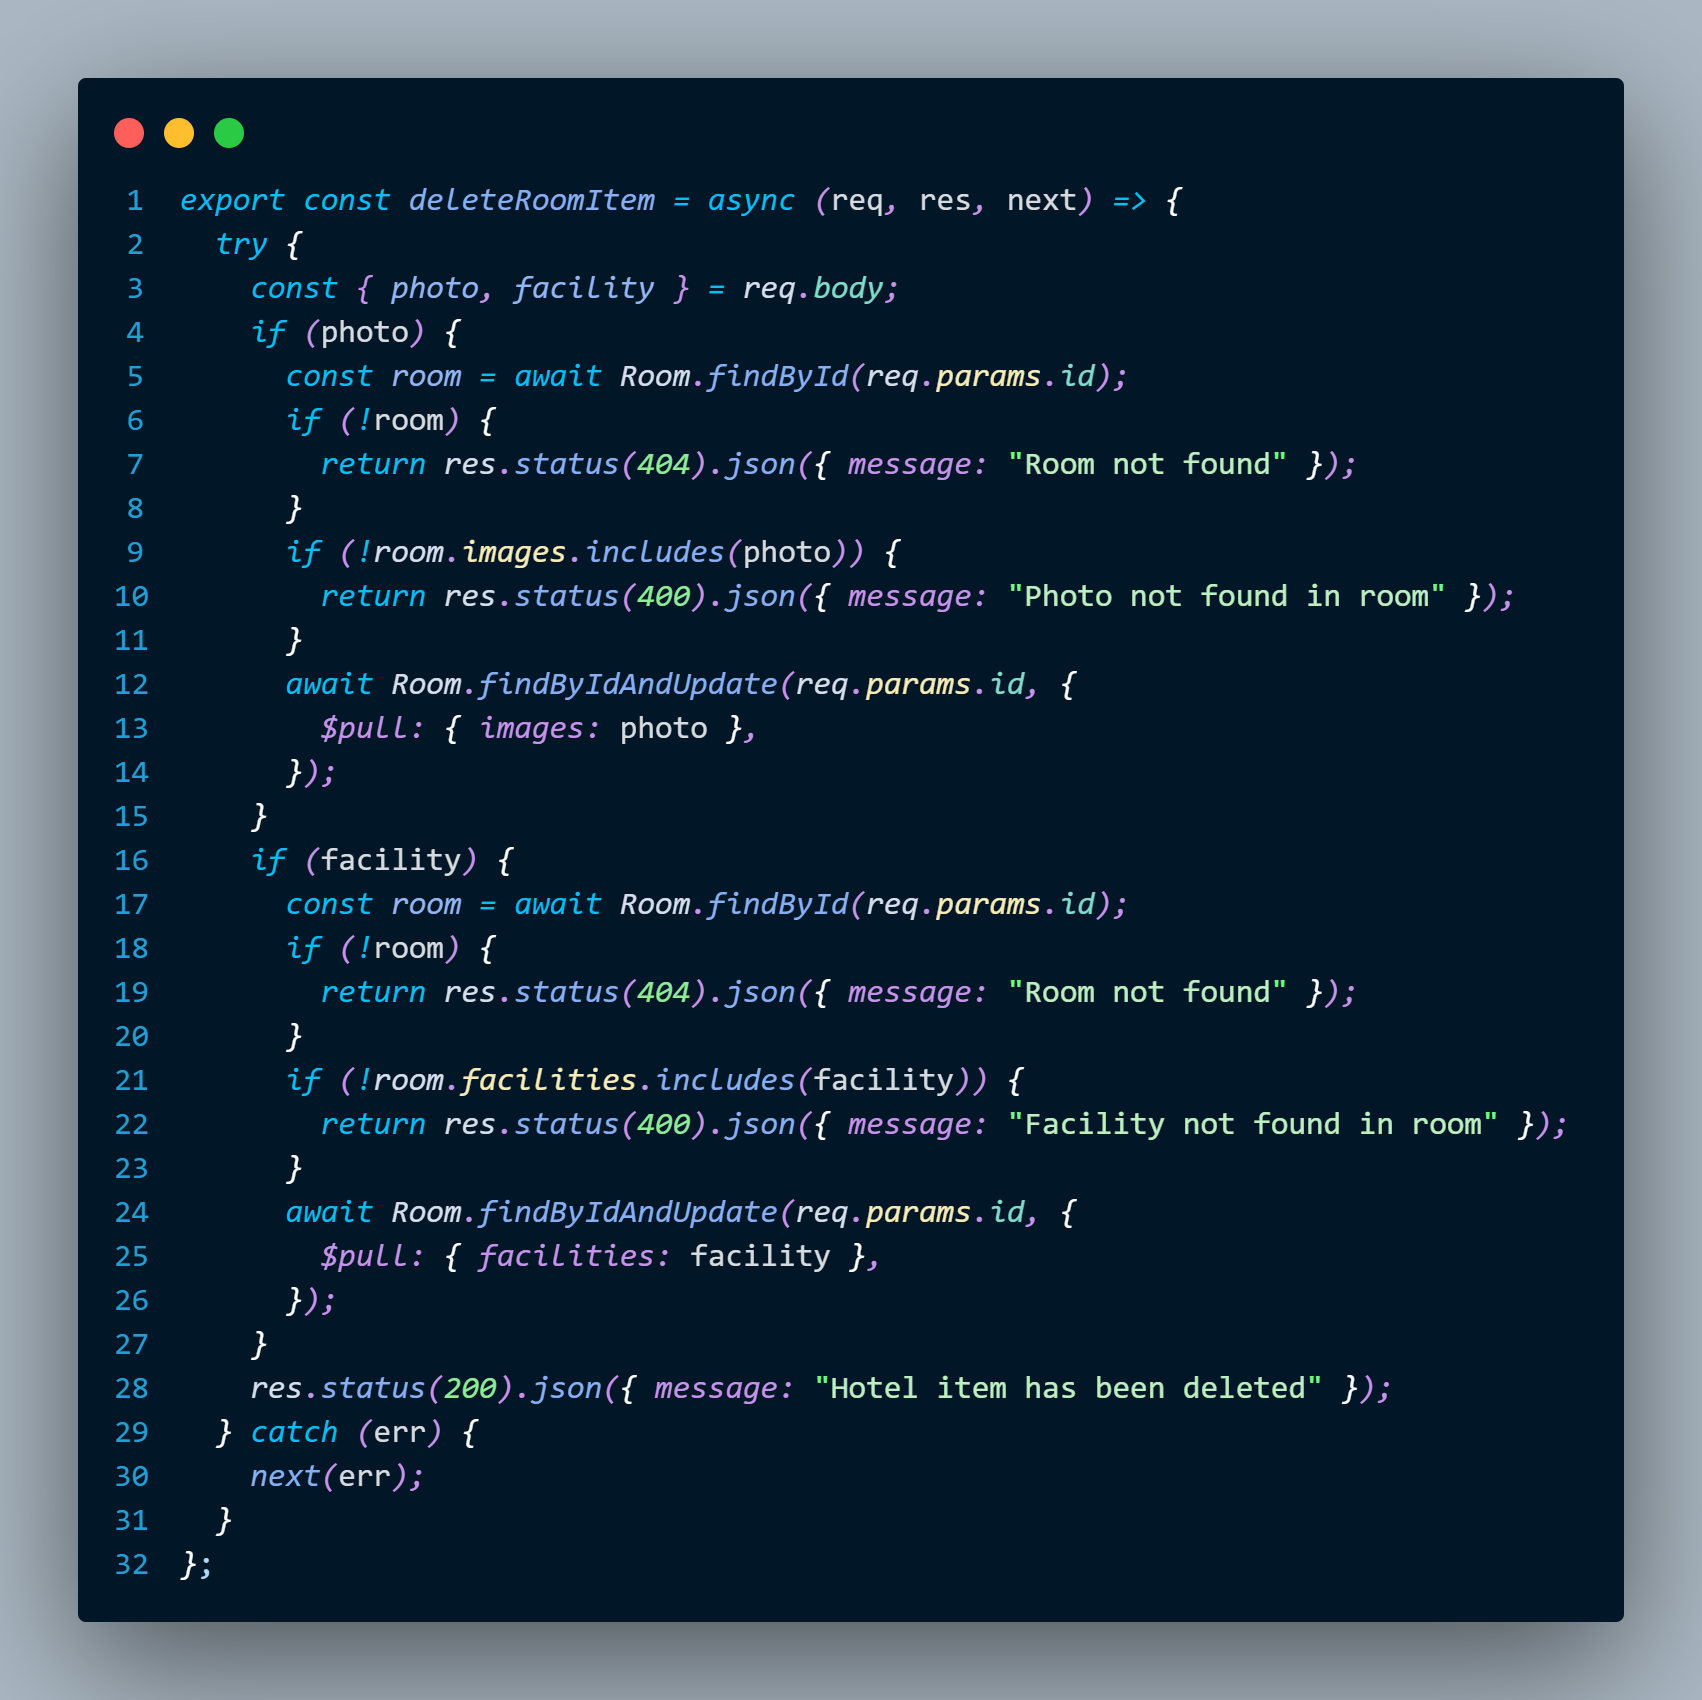 1 export const deleteRoomItem = async (req, res, next) => {
2 try {
3 const { photo, facility } = req.body;
4 if (photo) {
5 const room = await Room.findById(req.params.id);
6 if (!room) {
7 return res.status(404).json({ message: "Room not found" });
8 }
9 if (!room.images.includes(photo)) {
10 return res.status(400).json({ message: "Photo not found in room" });
11 }
12 await Room.findByIdAndUpdate(req.params.id, {
13 $pull: { images: photo },
14 });
15 }
16 if (facility) {
17 const room = await Room.findById(req.params.id);
18 if (!room) {
19 return res.status(404).json({ message: "Room not found" });
20 }
21 if (!room.facilities.includes(facility)) {
22 return res.status(400).json({ message: "Facility not found in room" });
23 }
24 await Room.findByIdAndUpdate(req.params.id, {
25 $pull: { facilities: facility },
26 });
27 }
28 res.status(200).json({ message: "Hotel item has been deleted" });
29 } catch (err) {
30 next(err);
31 }
32 };